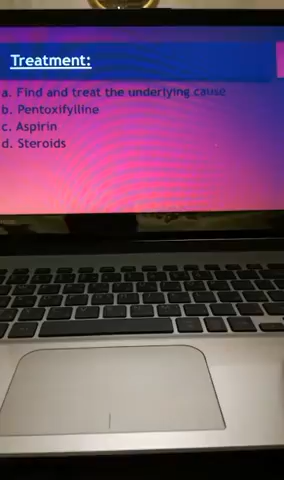 Treatment:
a. Find and treat the underlying cause
b. Pentoxifylline
c. Aspirin
d. Steroids